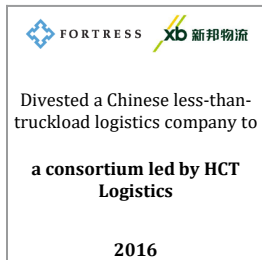 FORTRESS xb 新邦物流
Divested a Chinese less-than-
truckload logistics company to
a consortium led by HCT
Logistics
2016